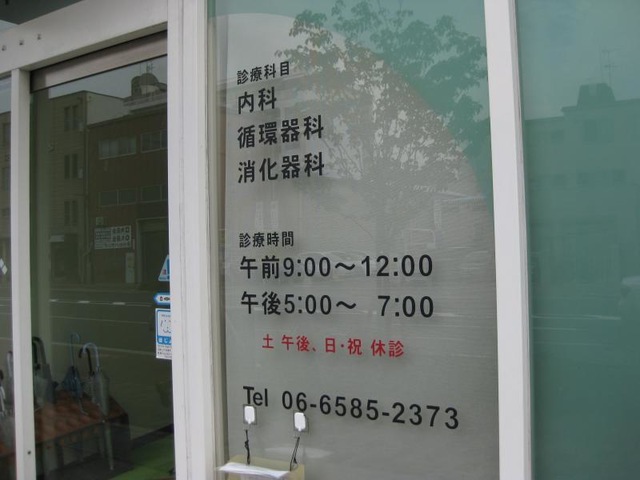 診療科目
内科
循環器科
消化器科
診療時間
午前9:00〜12:00
午後5:00〜 7:00
土 午後、日・祝 休診
Tel 06-6585-2373